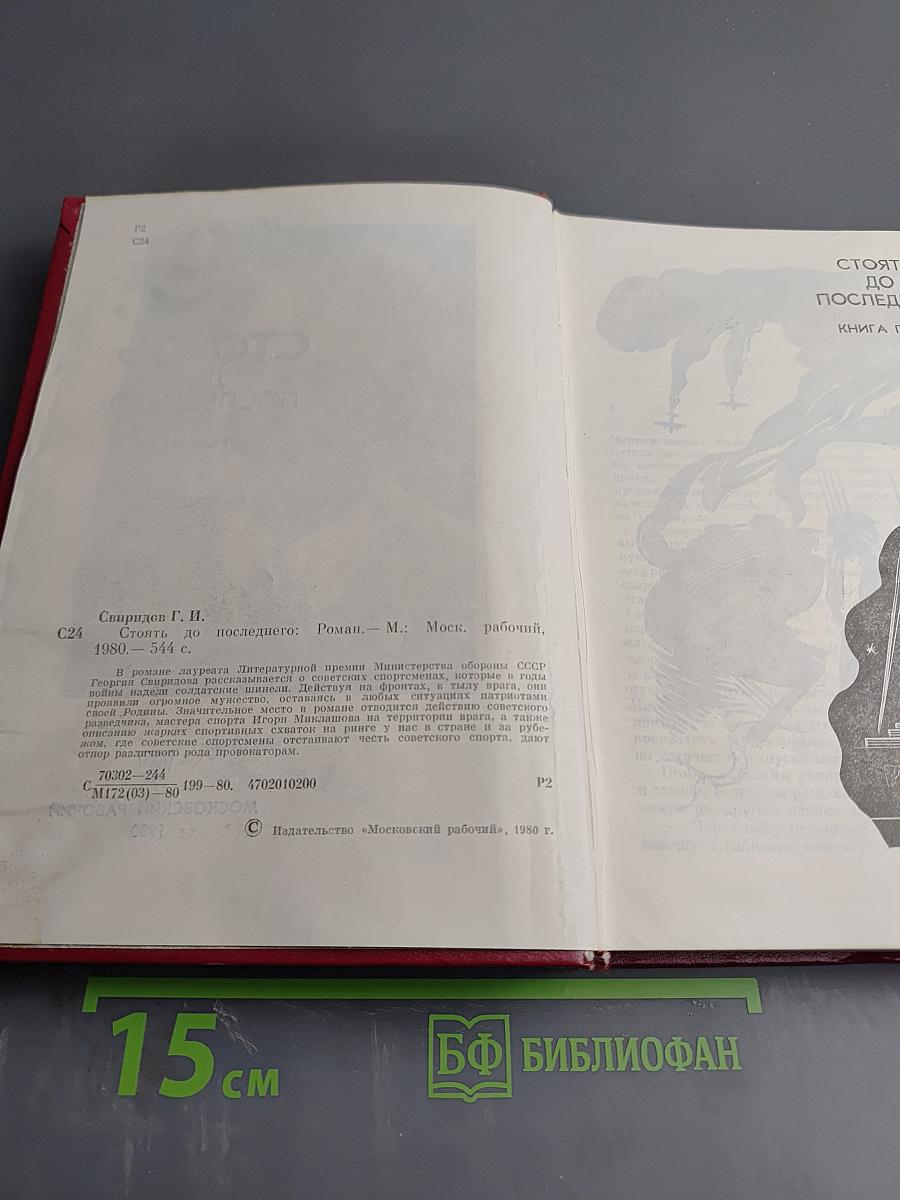 Р2
С24
Свиридов Г. И.
С24 Стоять до последнего: Роман.— М.: Моск. рабочий,
1980.— 544 с.
В романе лауреата Литературной премии Министерства обороны СССР
Георгия Свиридова рассказывается о советских спортсменах, которые в годы
войны надели солдатские шинели. Действуя на фронтах, в тылу врага, они
проявили огромное мужество, оставаясь в любых ситуациях патриотами
своей Родины. Значительное место в романе отводится действию советского
разведчика, мастера спорта Игоря Миклашова на территории врага, а также
описанию жарких спортивных схваток на ринге у нас в стране и за рубе-
жом, где советские спортсмены отстаивают честь советского спорта, дают
отпор различного рода провокаторам.
С 70302—244
М172(03)—80 199—80. 4702010200 Р2
© Издательство «Московский рабочий», 1980 г.
СТОЯТ
ДО
ПОСЛЕД
КНИГА П
15 см
БФ БИБЛИОФАН